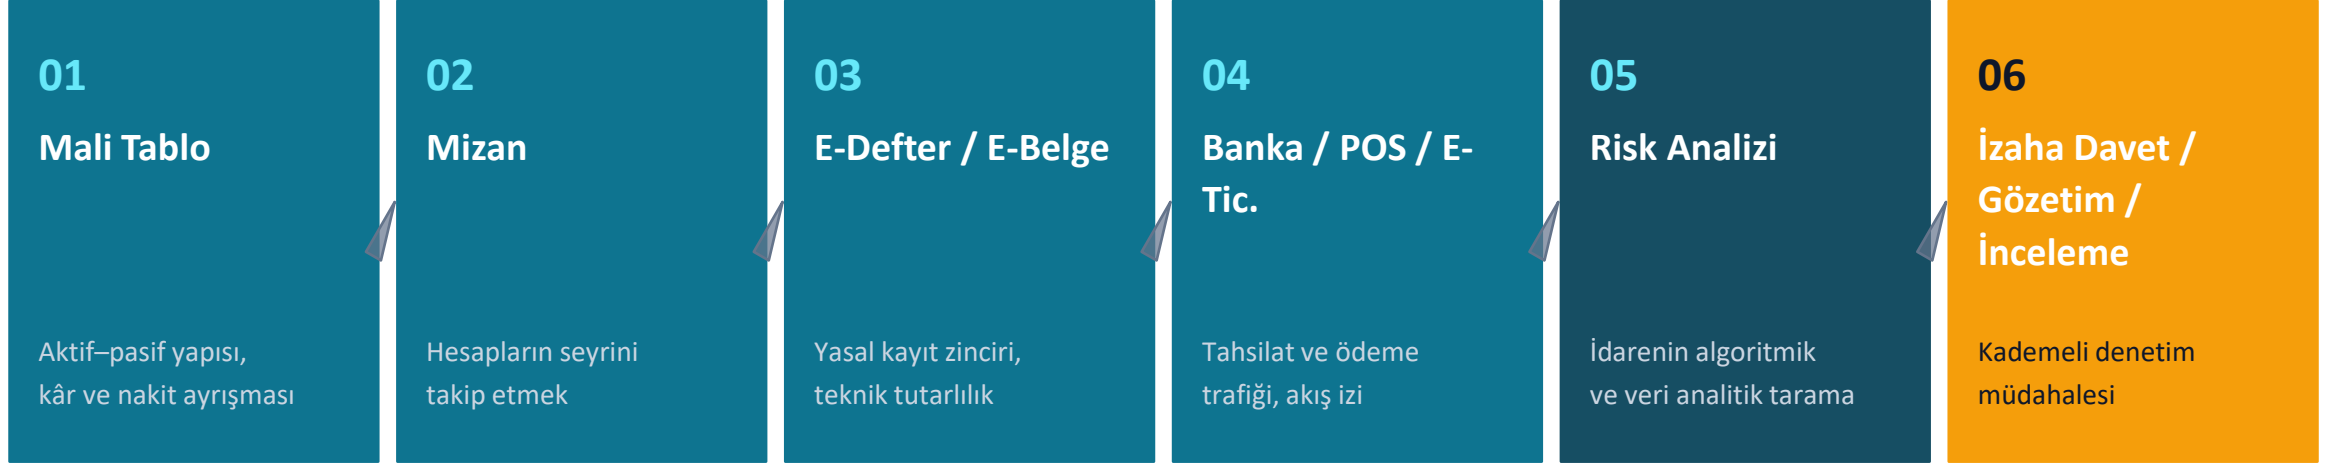 01
Mali Tablo
Aktif–pasif yapısı,
kâr ve nakit ayrışması
02
Mizan
Hesapların seyrini
takip etmek
03
E-Defter / E-Belge
Yasal kayıt zinciri,
teknik tutarlılık
04
Banka / POS / E-
Tic.
Tahsilat ve ödeme
trafiği, akış izi
05
Risk Analizi
İdarenin algoritmik
ve veri analitik tarama
06
İzaha Davet /
Gözetim /
İnceleme
Kademeli denetim
müdahalesi